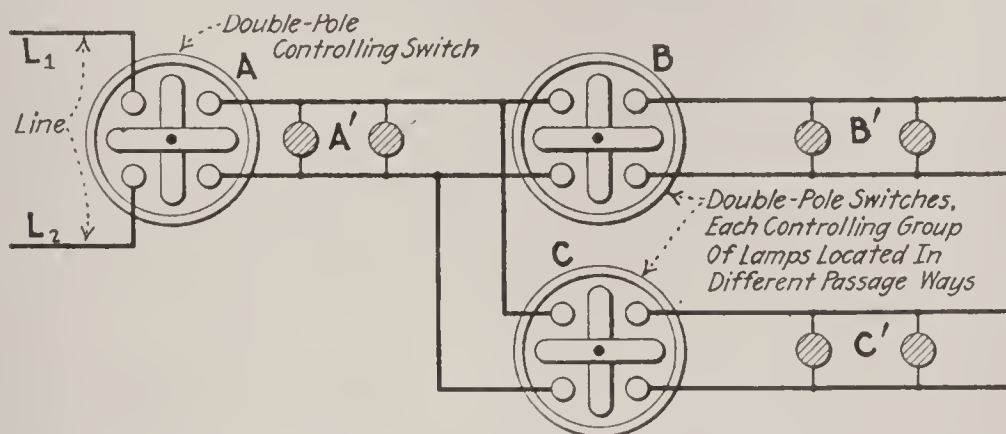 Double-Pole
Controlling Switch
L1
A
B
Line
A'
B'
L2
Double-Pole Switches,
Each Controlling Group
Of Lamps Located In
Different Passage Ways
C
C'